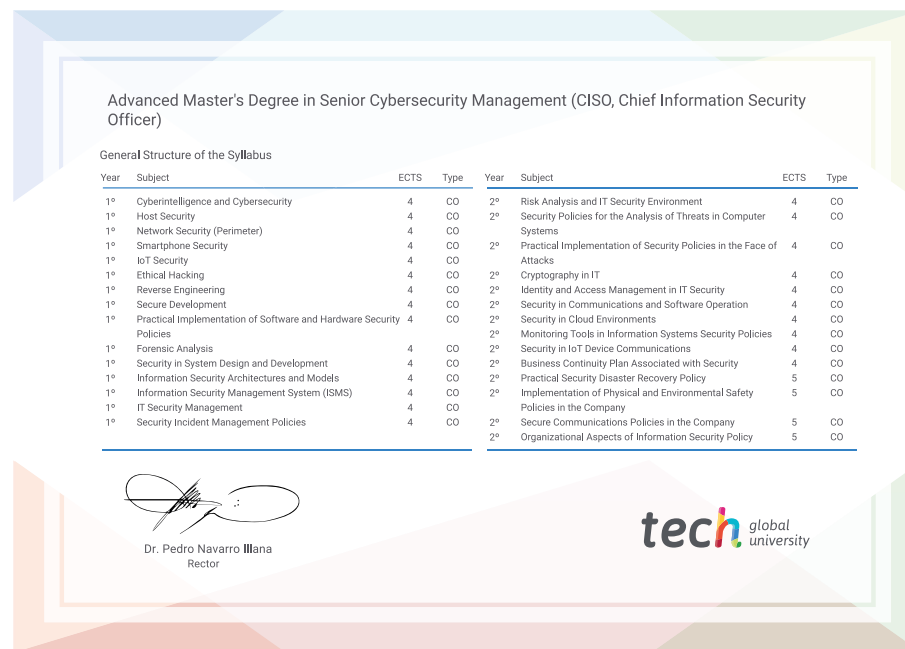 Advanced Master's Degree in Senior Cybersecurity Management (CISO, Chief Information Security
Officer)
General Structure of the Syllabus
Year Subject ECTS Type
1º Cyberintelligence and Cybersecurity 4 CO
1º Host Security 4 CO
1º Network Security (Perimeter) 4 CO
1º Smartphone Security 4 CO
1º IoT Security 4 CO
1º Ethical Hacking 4 CO
1º Reverse Engineering 4 CO
1º Secure Development 4 CO
1º Practical Implementation of Software and Hardware Security 4 CO
Policies
1º Forensic Analysis 4 CO
1º Security in System Design and Development 4 CO
1º Information Security Architectures and Models 4 CO
1º Information Security Management System (ISMS) 4 CO
1º IT Security Management 4 CO
1º Security Incident Management Policies 4 CO
Year Subject ECTS Type
2º Risk Analysis and IT Security Environment 4 CO
2º Security Policies for the Analysis of Threats in Computer 4 CO
Systems
2º Practical Implementation of Security Policies in the Face of 4 CO
Attacks
2º Cryptography in IT 4 CO
2º Identity and Access Management in IT Security 4 CO
2º Security in Communications and Software Operation 4 CO
2º Security in Cloud Environments 4 CO
2º Monitoring Tools in Information Systems Security Policies 4 CO
2º Security in IoT Device Communications 4 CO
2º Business Continuity Plan Associated with Security 4 CO
2º Practical Security Disaster Recovery Policy 5 CO
2º Implementation of Physical and Environmental Safety 5 CO
Policies in the Company
2º Secure Communications Policies in the Company 5 CO
2º Organizational Aspects of Information Security Policy 5 CO
Dr. Pedro Navarro Illana
Rector
tech global
university